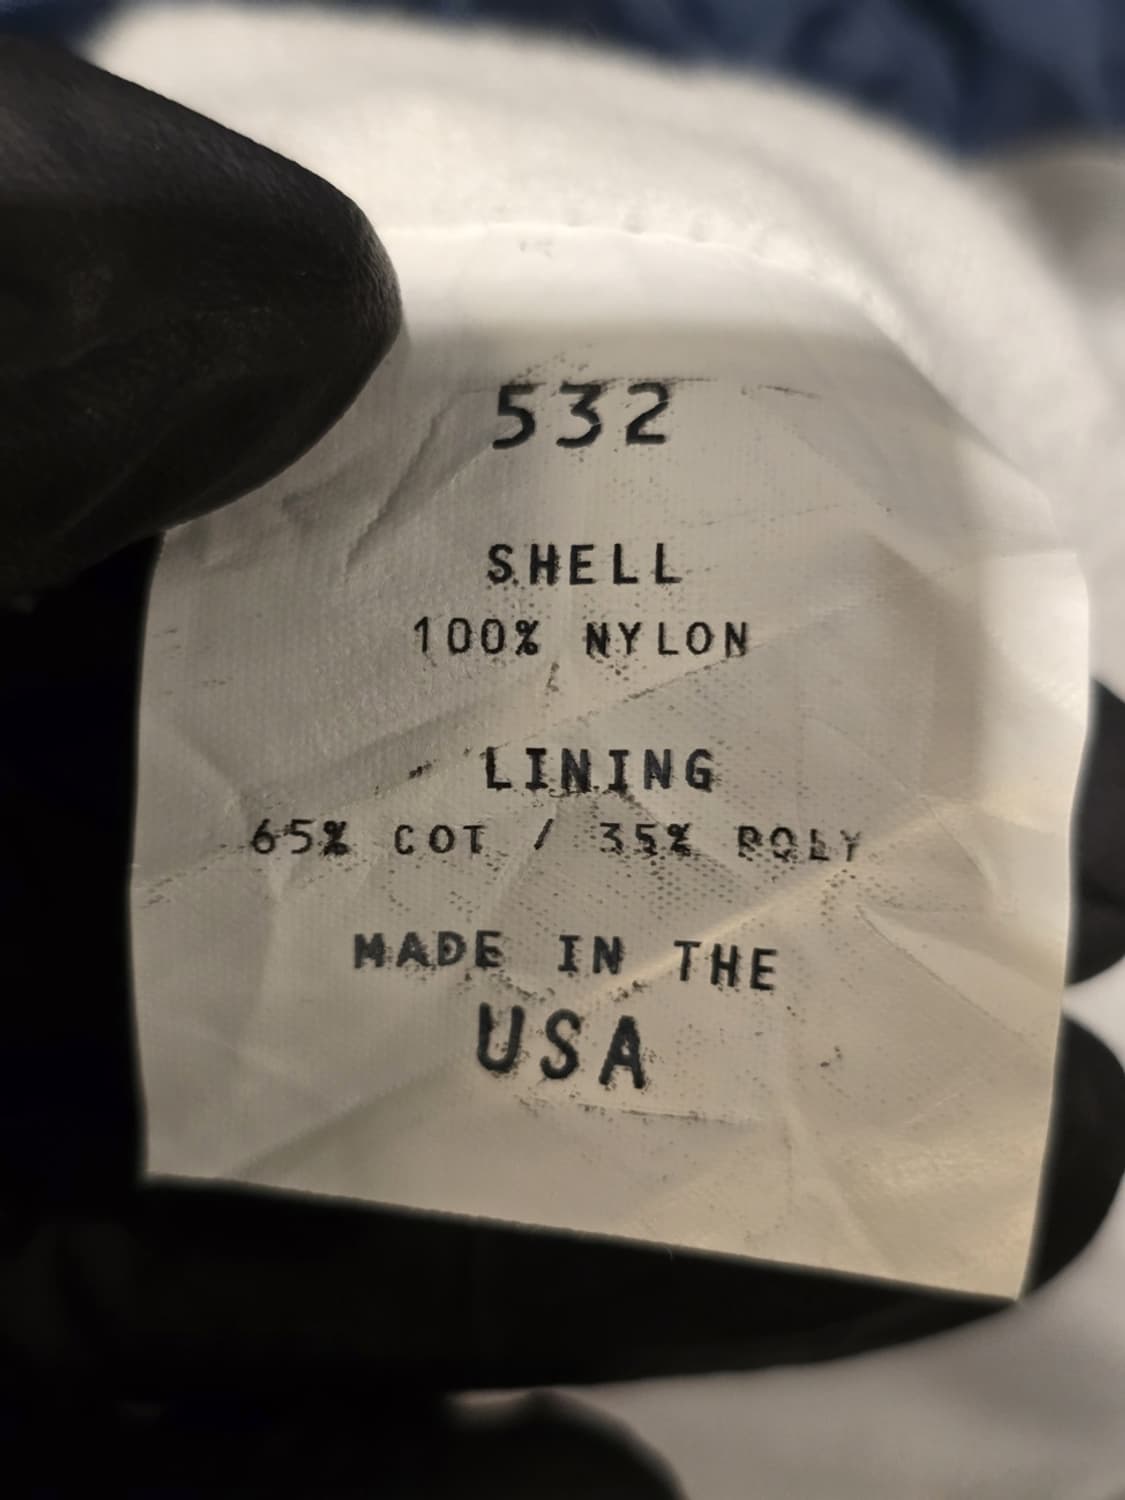 532
SHELL
100% NYLON
LINING
65% COT / 35% POLY
MADE IN THE
USA